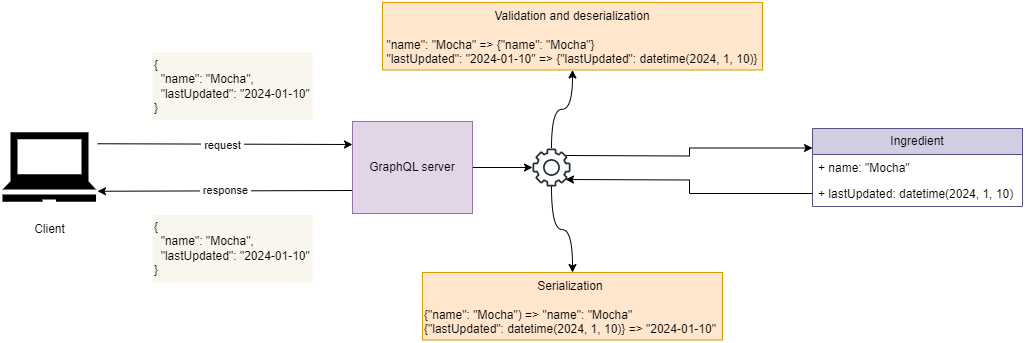 Validation and deserialization
"name": "Mocha" => {"name": "Mocha"}
"lastUpdated": "2024-01-10" => {"lastUpdated": datetime(2024, 1, 10)}
{
"name": "Mocha",
"lastUpdated": "2024-01-10"
}
request
response
Client
{
"name": "Mocha",
"lastUpdated": "2024-01-10"
}
GraphQL server
Ingredient
+ name: "Mocha"
+ lastUpdated: datetime(2024, 1, 10)
Serialization
{"name": "Mocha") => "name": "Mocha"
{"lastUpdated": datetime(2024, 1, 10)} => "2024-01-10"